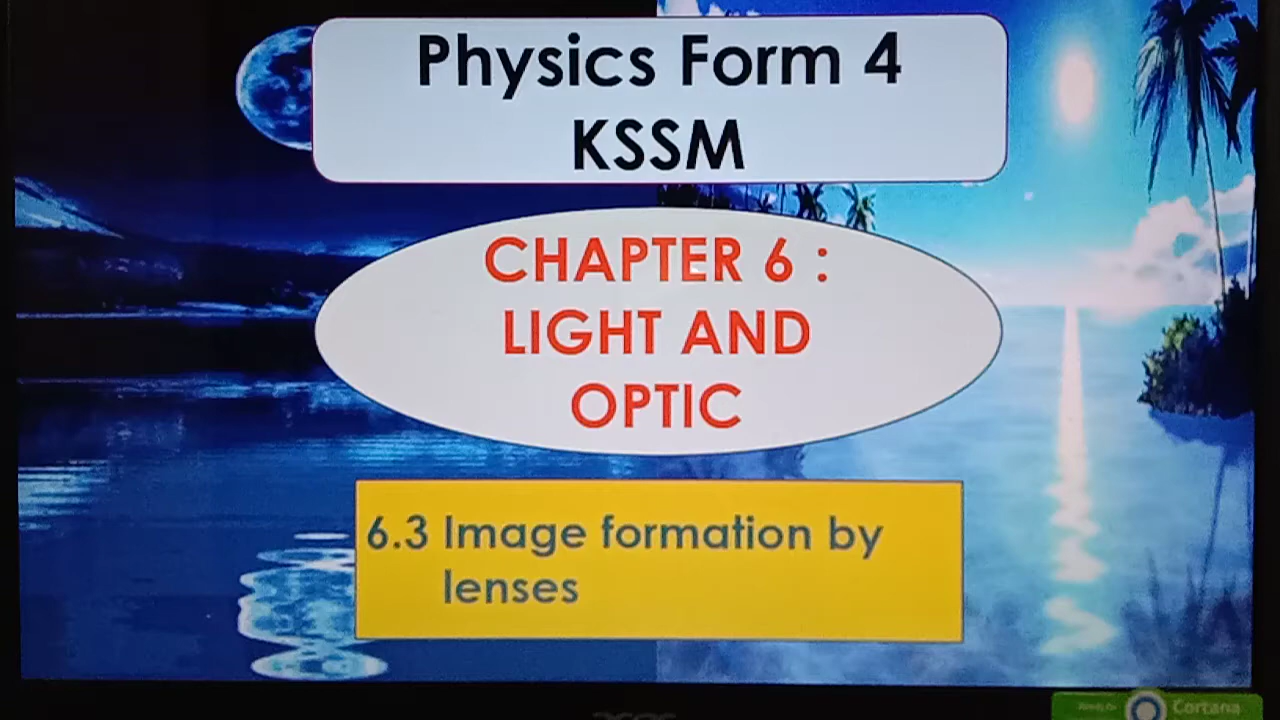 Physics Form 4
KSSM
CHAPTER 6 :
LIGHT AND
OPTIC
6.3 Image formation by
lenses
Cortana